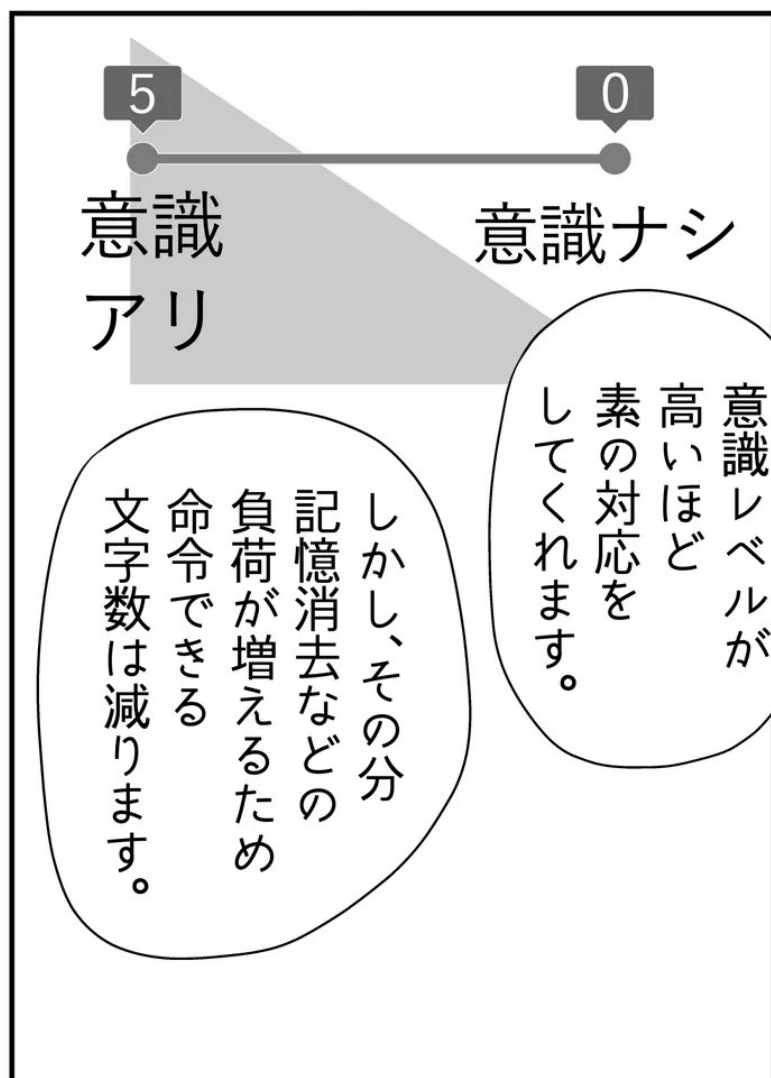 5
0
意識
アリ
意識ナシ
意識レベルが
高いほど
素の対応を
してくれます。
しかし、その分
記憶消去などの
負荷が増えるため
命令できる
文字数は減ります。